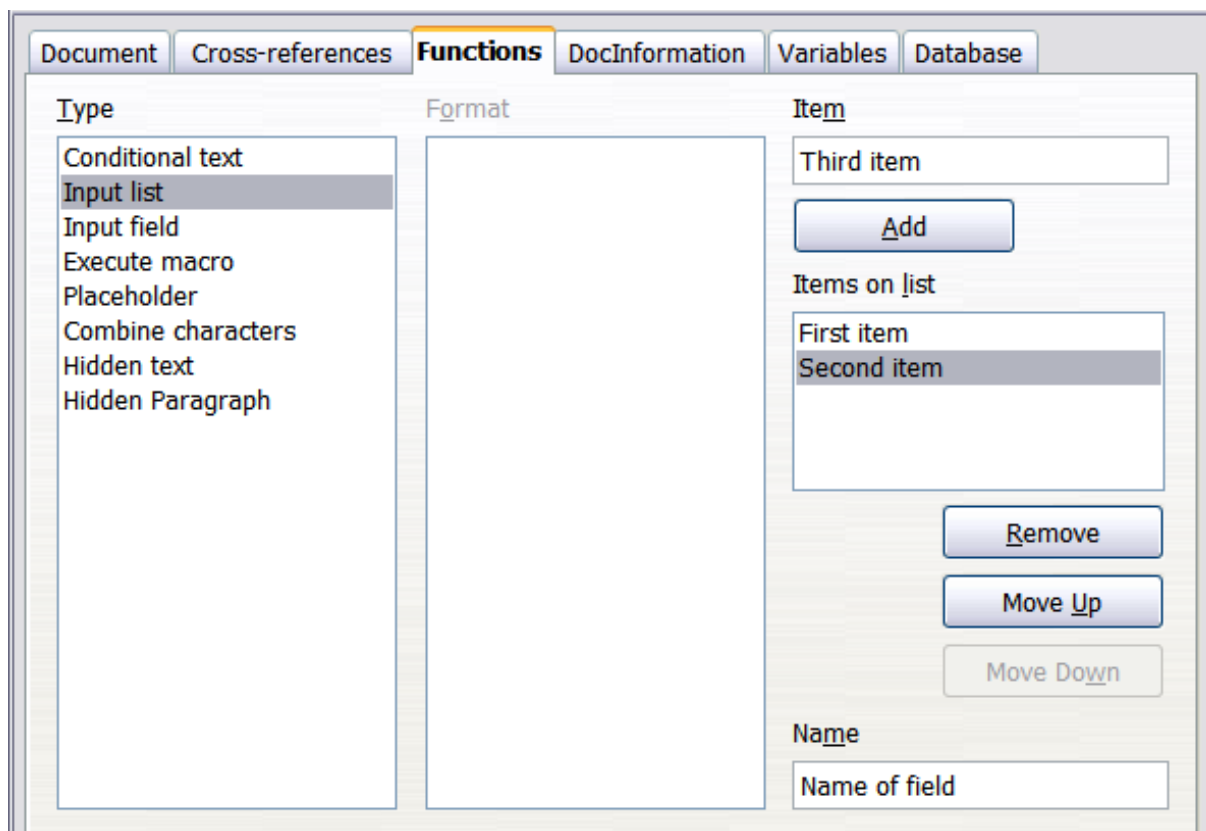 Document Cross-references Functions DocInformation Variables Database
Type
Conditional text
Input list
Input field
Execute macro
Placeholder
Combine characters
Hidden text
Hidden Paragraph
Format
Item
Third item
Add
Items on list
First item
Second item
Remove
Move Up
Move Down
Name
Name of field